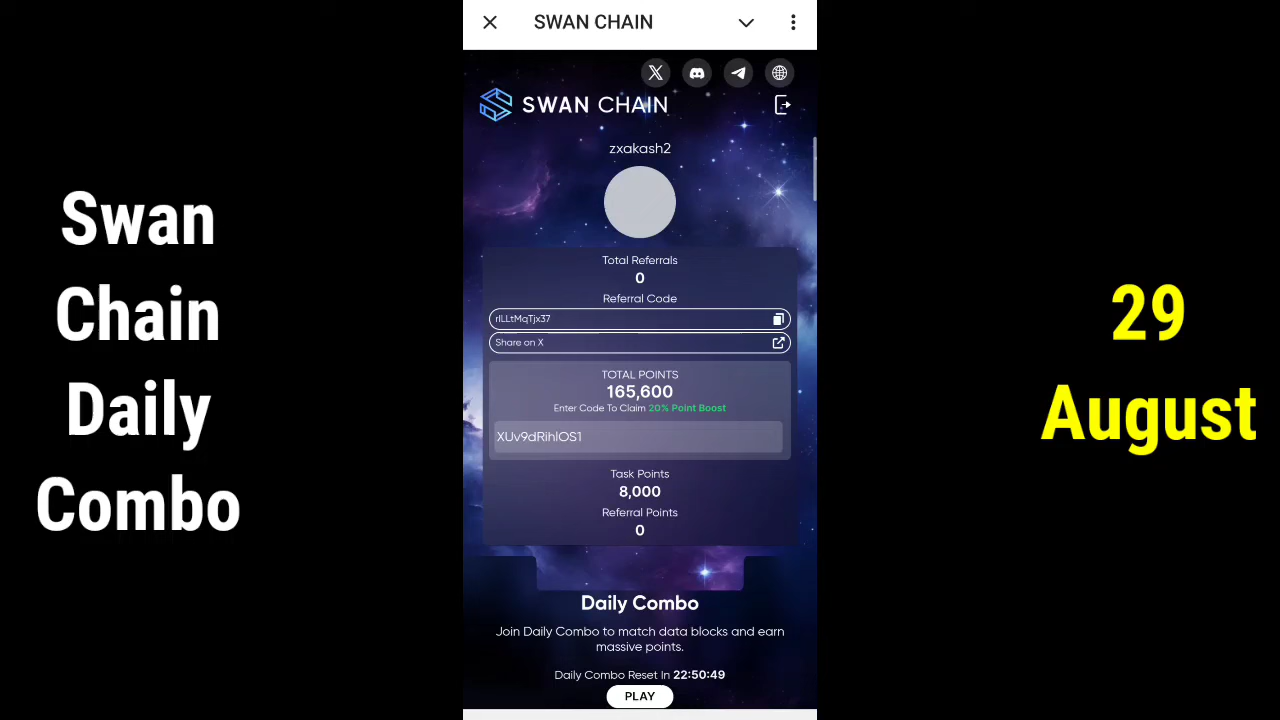 SWAN CHAIN
SWAN CHAIN
zxakash2
Total Referrals
0
Referral Code
rlLLtMqTjx37
Share on X
TOTAL POINTS
165,600
Enter Code To Claim 20% Point Boost
XUv9dRihlOS1
Task Points
8,000
Referral Points
0
Daily Combo
Join Daily Combo to match data blocks and earn
massive points.
Daily Combo Reset In 22:50:49
PLAY
Swan
Chain
Daily
Combo
29
August